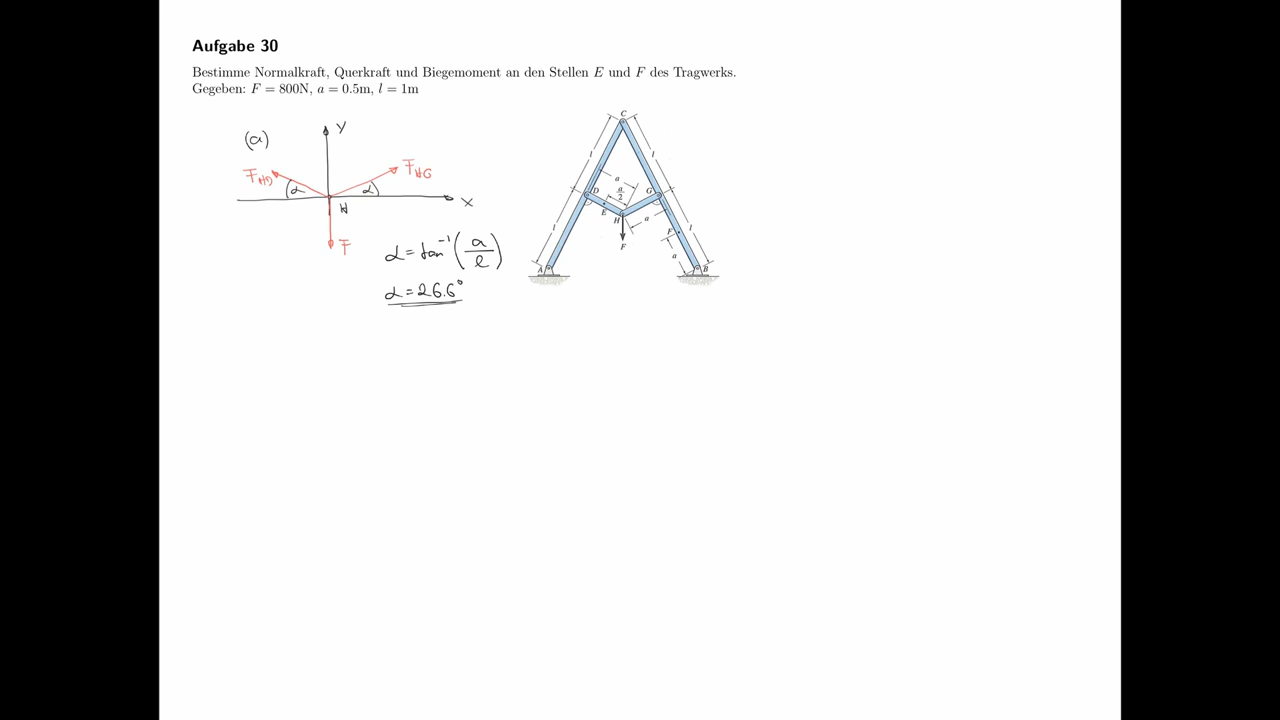 Aufgabe 30
Bestimme Normalkraft, Querkraft und Biegemoment an den Stellen E und F des Tragwerks.
Gegeben: F = 800N, a = 0.5m, l = 1m
(a)
Y
F_HD
α
α
F_HG
H
X
F
α = tan⁻¹(a/l)
α = 26.6°
C
l
l
a
D
a/2
G
E
H
a
l
F
l
F
a
A
B